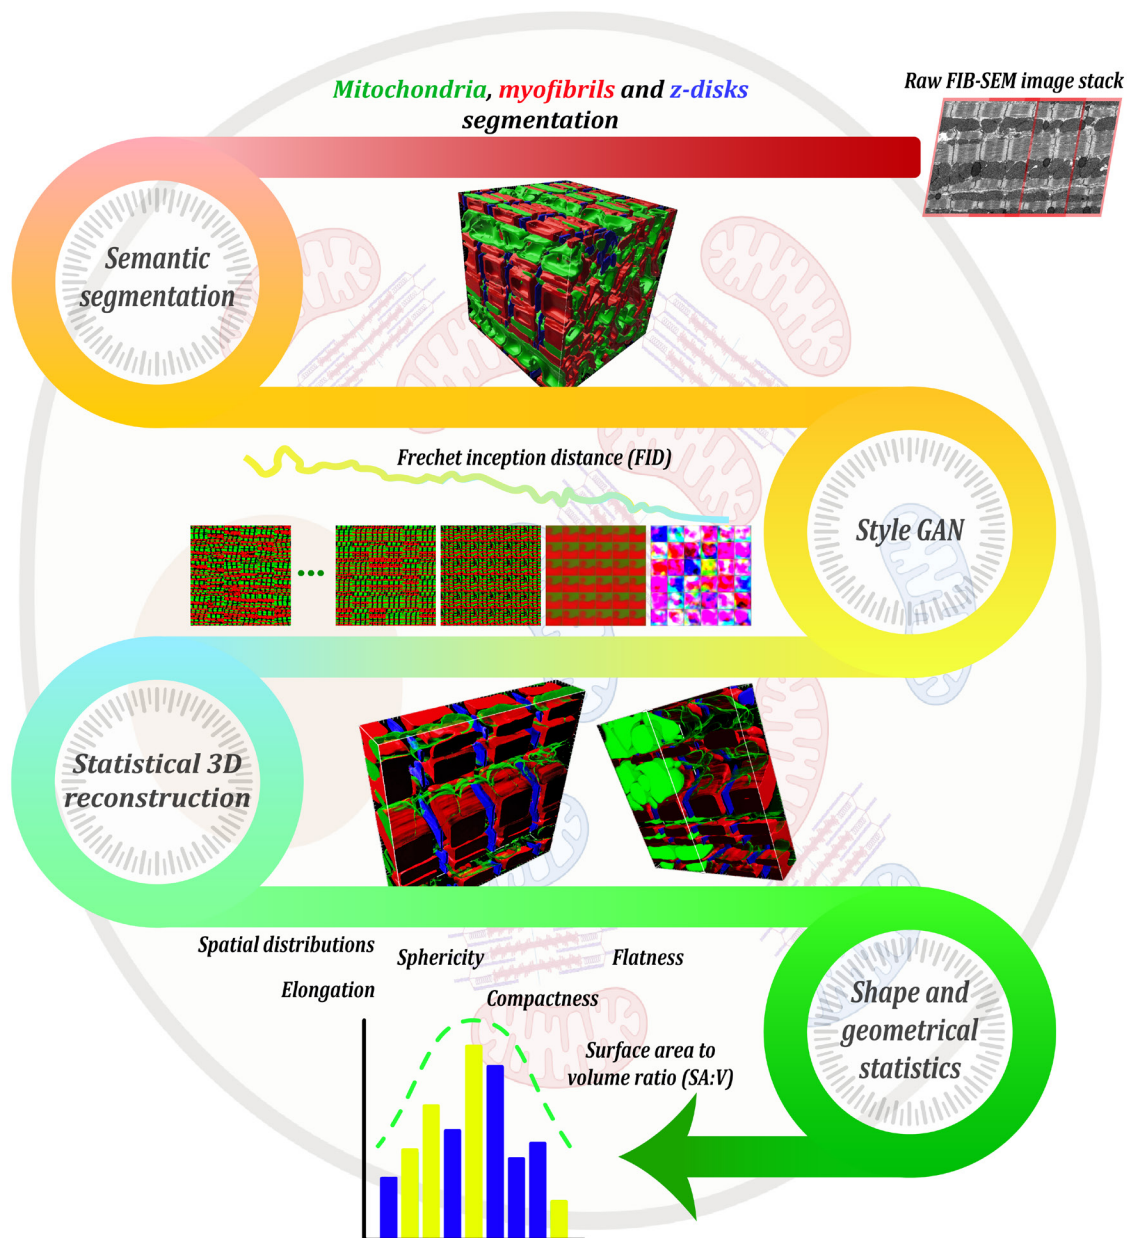 Raw FIB-SEM image stack
Mitochondria, myofibrils and z-disks
segmentation
Semantic
segmentation
Frechet inception distance (FID)
Style GAN
Statistical 3D
reconstruction
Spatial distributions
Sphericity
Flatness
Elongation
Compactness
Shape and
geometrical
statistics
Surface area to
volume ratio (SA:V)